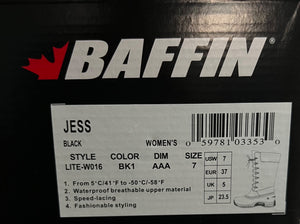 BAFFIN
JESS
BLACK WOMEN'S
STYLE COLOR DIM SIZE
LITE-W016 BK1 AAA 7
0 59781 03353 0
USW 7
EUR 37
UK 5
JP 23.5
1. From 5°C/41°F to -50°C/-58°F
2. Waterproof breathable upper material
3. Speed-lacing
4. Fashionable styling